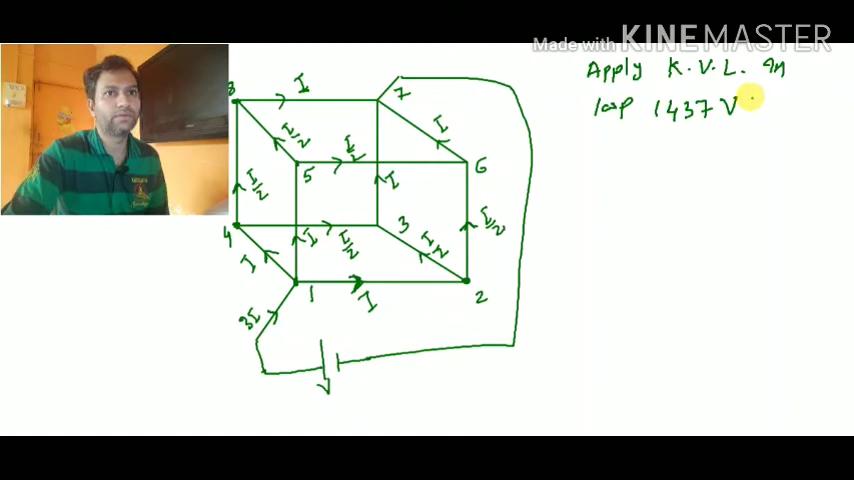 Made with KINEMASTER
Apply K.V.L. In
loop 1437V
8
I
7
I/2
I/2
I
5
6
I/2
I
4
3
I
I
I/2
I/2
I/2
3I
1
I
2
V